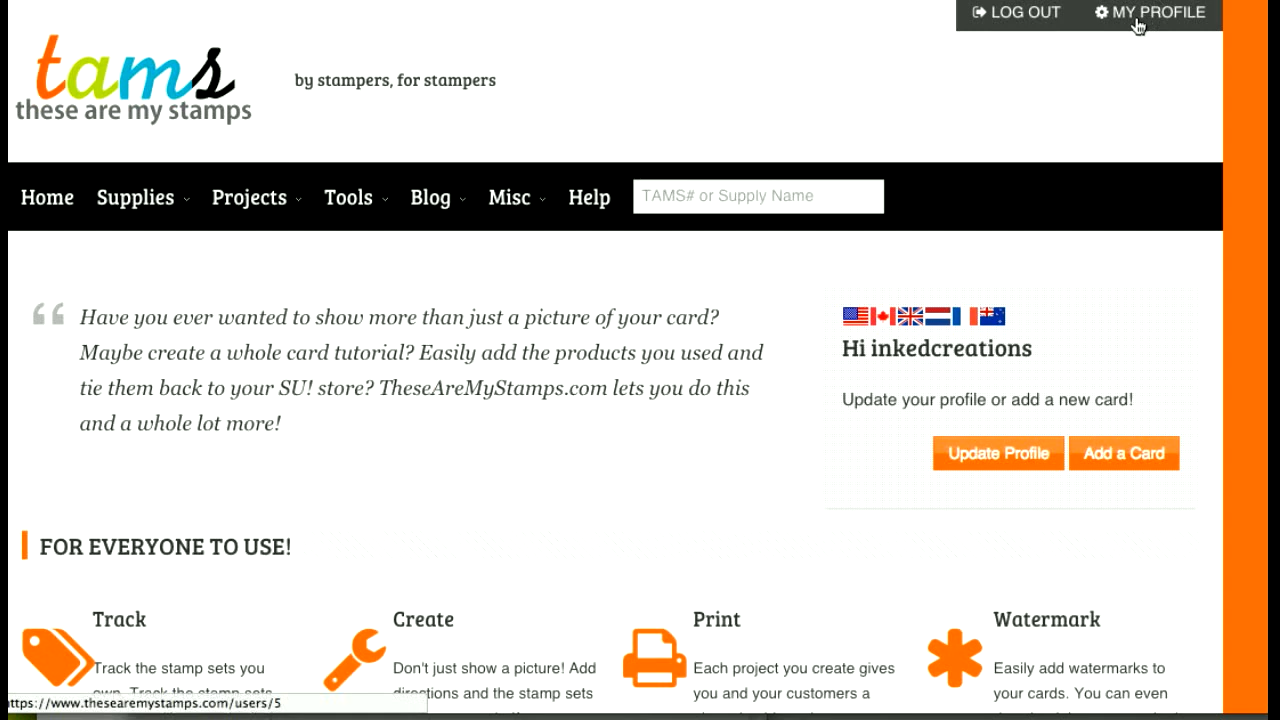 LOG OUT MY PROFILE
tams
these are my stamps
by stampers, for stampers
Home Supplies Projects Tools Blog Misc Help TAMS# or Supply Name
“ Have you ever wanted to show more than just a picture of your card?
Maybe create a whole card tutorial? Easily add the products you used and
tie them back to your SU! store? TheseAreMyStamps.com lets you do this
and a whole lot more!
Hi inkedcreations
Update your profile or add a new card!
Update Profile Add a Card
FOR EVERYONE TO USE!
Track
Track the stamp sets you
own. Track the stamp sets
Create
Don't just show a picture! Add
directions and the stamp sets
Print
Each project you create gives
you and your customers a
Watermark
Easily add watermarks to
your cards. You can even
https://www.thesearemystamps.com/users/5